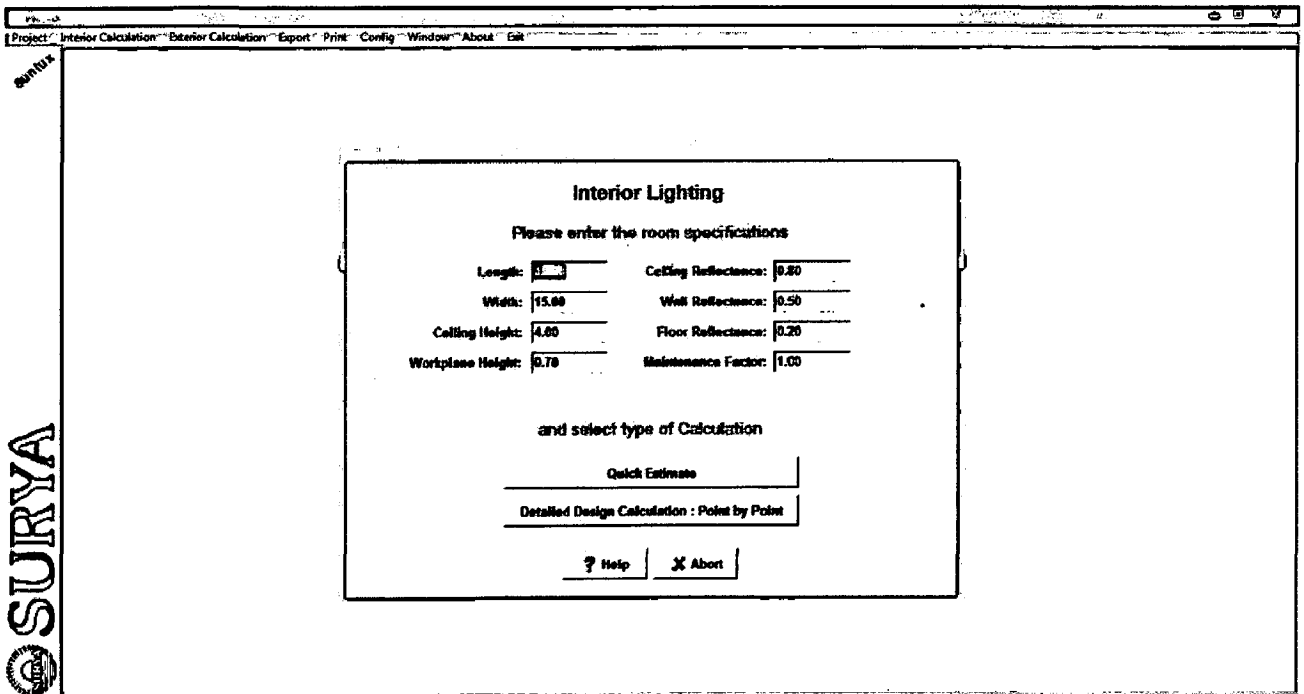 Project Interior Calculation Exterior Calculation Export Print Config Window About Exit
sunlux
SURYA
Interior Lighting
Please enter the room specifications
Length:
Ceiling Reflectance: 0.80
Width: 15.00
Wall Reflectance: 0.50
Ceiling Height: 4.00
Floor Reflectance: 0.20
Workplane Height: 0.70
Maintenance Factor: 1.00
and select type of Calculation
Quick Estimate
Detailed Design Calculation : Point by Point
? Help
X Abort